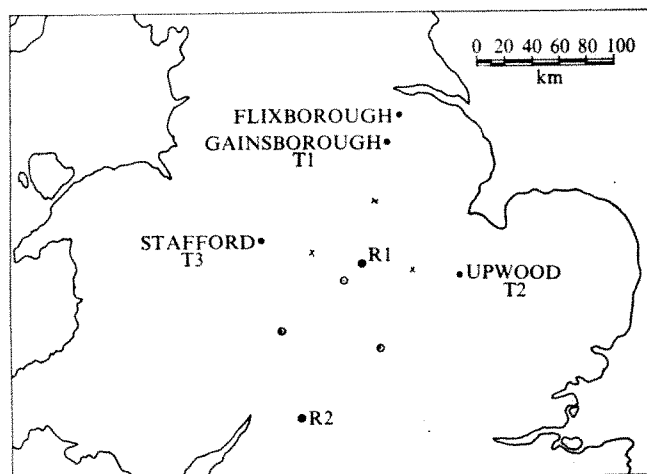 0 20 40 60 80 100
km
FLIXBOROUGH
GAINSBOROUGH
T1
STAFFORD
T3
R1
UPWOOD
T2
R2